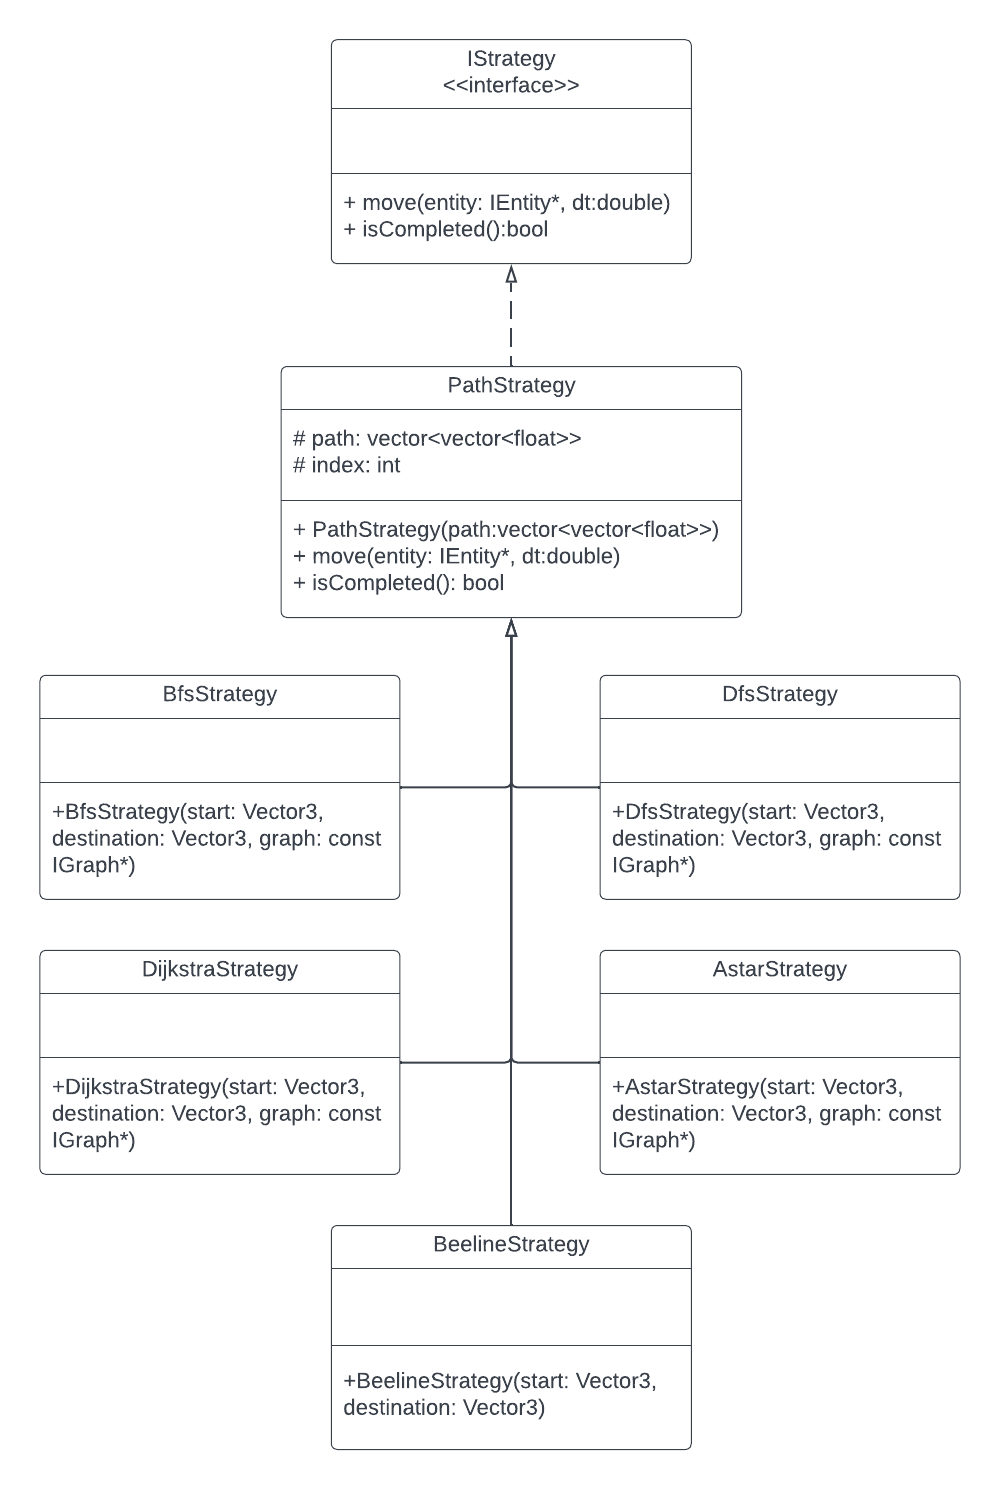 IStrategy
<<interface>>
+ move(entity: IEntity*, dt:double)
+ isCompleted():bool
PathStrategy
# path: vector<vector<float>>
# index: int
+ PathStrategy(path:vector<vector<float>>)
+ move(entity: IEntity*, dt:double)
+ isCompleted(): bool
BfsStrategy
+BfsStrategy(start: Vector3,
destination: Vector3, graph: const
IGraph*)
DfsStrategy
+DfsStrategy(start: Vector3,
destination: Vector3, graph: const
IGraph*)
DijkstraStrategy
+DijkstraStrategy(start: Vector3,
destination: Vector3, graph: const
IGraph*)
AstarStrategy
+AstarStrategy(start: Vector3,
destination: Vector3, graph: const
IGraph*)
BeelineStrategy
+BeelineStrategy(start: Vector3,
destination: Vector3)